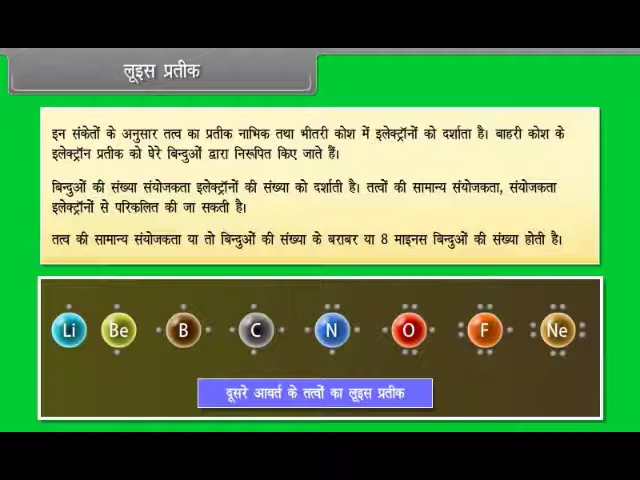 लूइस प्रतीक
इन संकेतों के अनुसार तत्व का प्रतीक नाभिक तथा भीतरी कोश में इलेक्ट्रॉनों को दर्शाता है। बाहरी कोश के
इलेक्ट्रॉन प्रतीक को घेरे बिन्दुओं द्वारा निरूपित किए जाते हैं।
बिन्दुओं की संख्या संयोजकता इलेक्ट्रॉनों की संख्या को दर्शाती है। तत्वों की सामान्य संयोजकता, संयोजकता
इलेक्ट्रॉनों से परिकलित की जा सकती है।
तत्व की सामान्य संयोजकता या तो बिन्दुओं की संख्या के बराबर या 8 माइनस बिन्दुओं की संख्या होती है।
Li Be B C N O F Ne
दूसरे आवर्त के तत्वों का लूइस प्रतीक